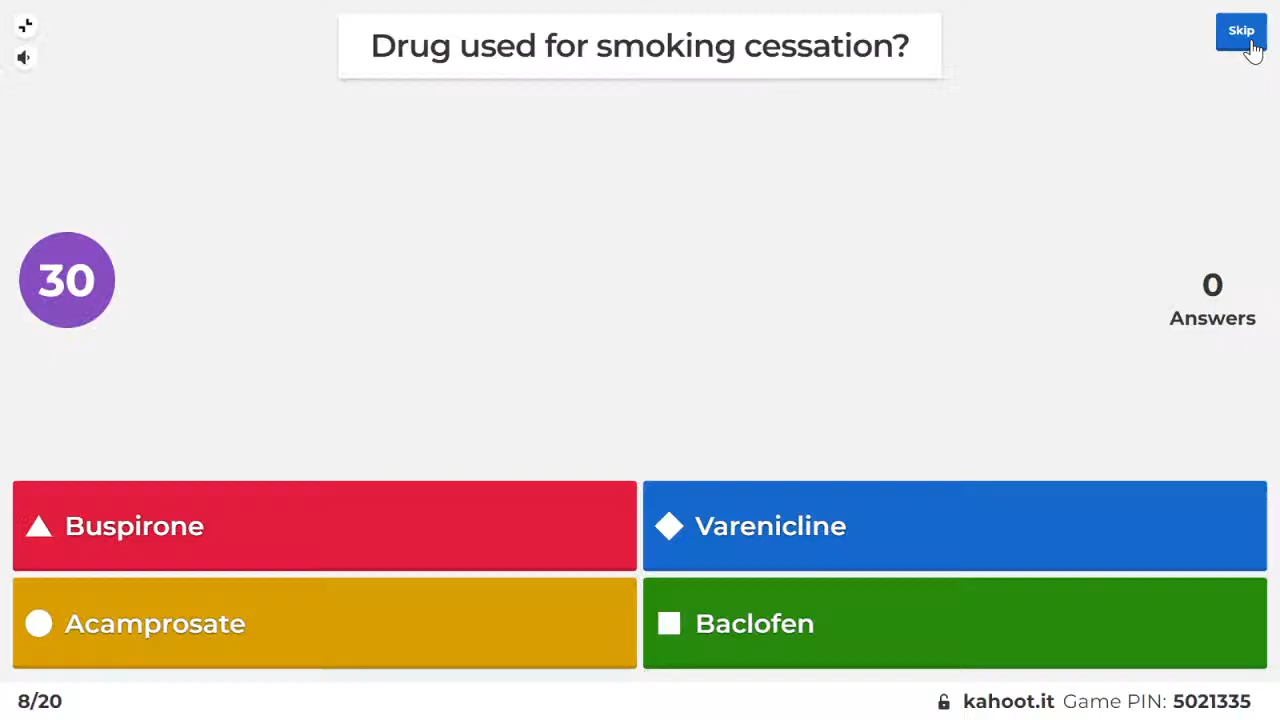 Drug used for smoking cessation?
Skip
30
0
Answers
Buspirone
Varenicline
Acamprosate
Baclofen
8/20
kahoot.it Game PIN: 5021335